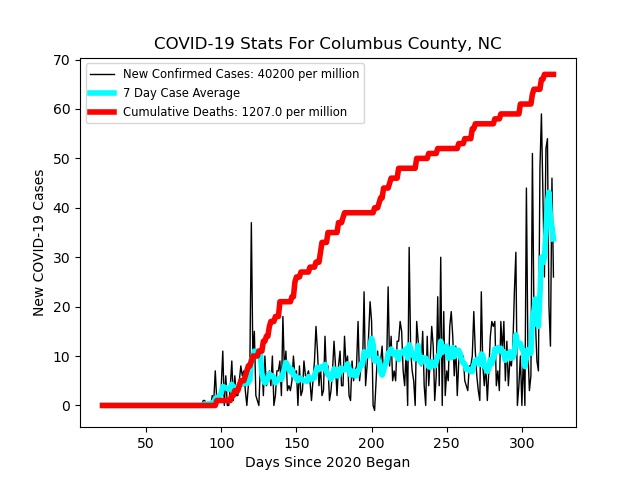 COVID-19 Stats For Columbus County, NC
New Confirmed Cases: 40200 per million
7 Day Case Average
Cumulative Deaths: 1207.0 per million
70
60
50
40
30
20
10
0
New COVID-19 Cases
50
100
150
200
250
300
Days Since 2020 Began